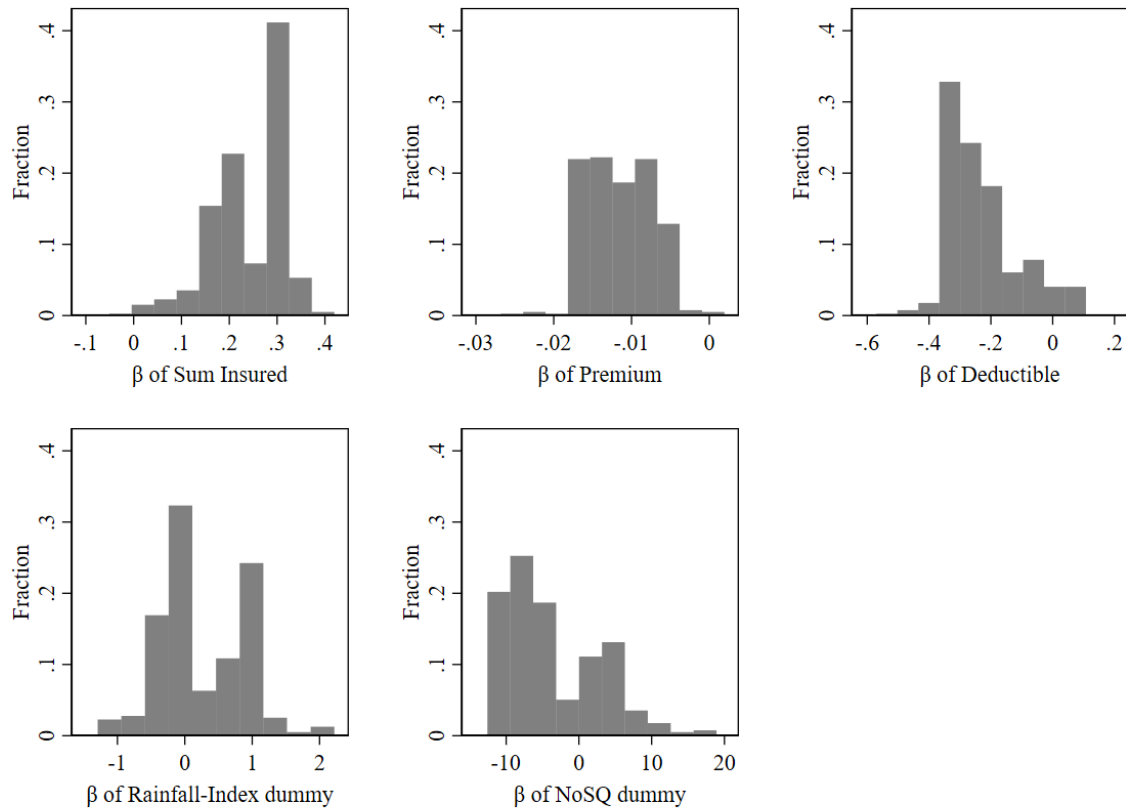 Fraction
0 .1 .2 .3 .4
-.1 0 .1 .2 .3 .4
β of Sum Insured
Fraction
0 .1 .2 .3 .4
-.03 -.02 -.01 0
β of Premium
Fraction
0 .1 .2 .3 .4
-.6 -.4 -.2 0 .2
β of Deductible
Fraction
0 .1 .2 .3 .4
-1 0 1 2
β of Rainfall-Index dummy
Fraction
0 .1 .2 .3 .4
-10 0 10 20
β of NoSQ dummy